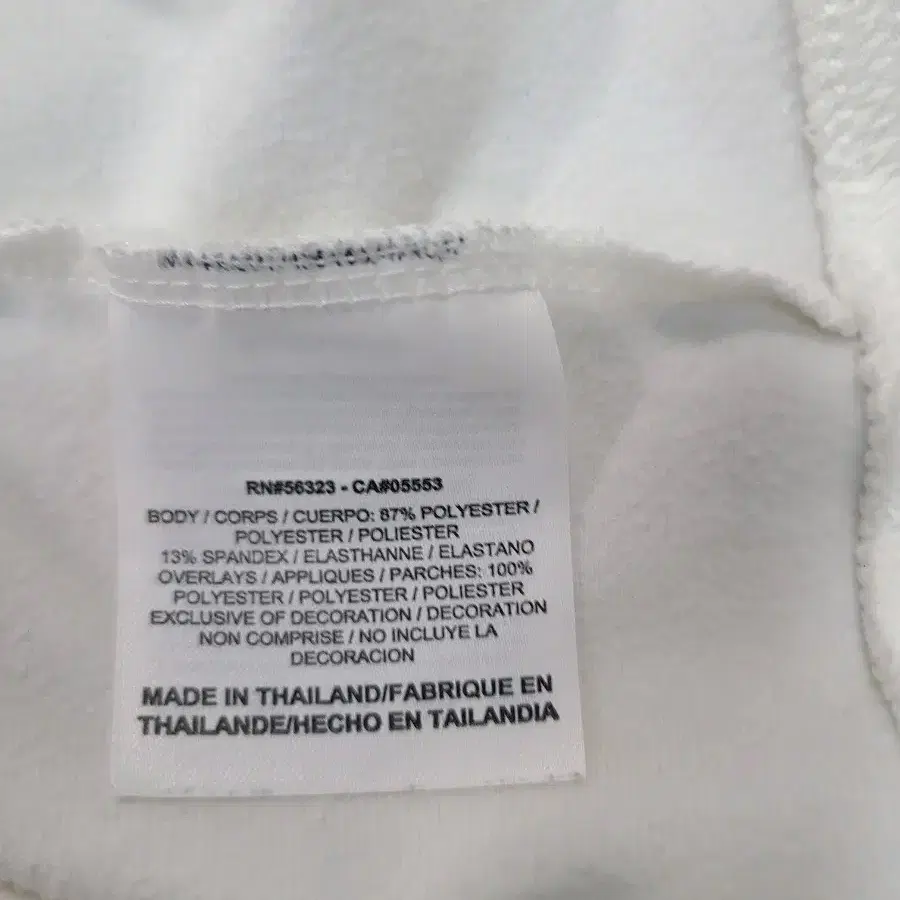 RN#56323 - CA#05553
BODY / CORPS / CUERPO: 87% POLYESTER /
POLYESTER / POLIESTER
13% SPANDEX / ELASTHANNE / ELASTANO
OVERLAYS / APPLIQUES / PARCHES: 100%
POLYESTER / POLYESTER / POLIESTER
EXCLUSIVE OF DECORATION / DECORATION
NON COMPRISE / NO INCLUYE LA
DECORACION
MADE IN THAILAND/FABRIQUE EN
THAILANDE/HECHO EN TAILANDIA